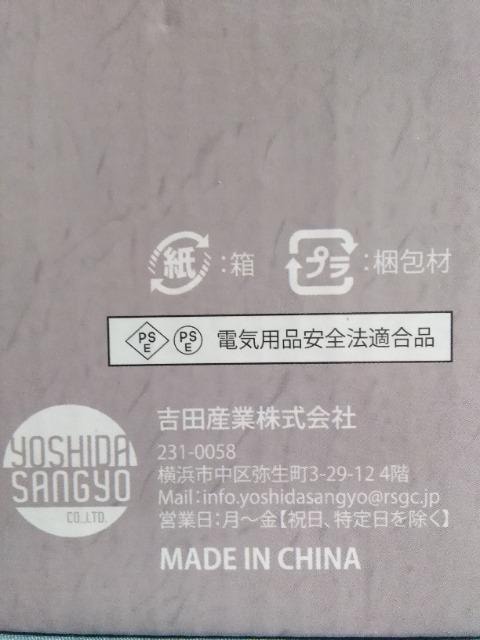 紙:箱 プラ:梱包材
PSE PSE 電気用品安全法適合品
YOSHIDA
SANGYO
CO.,LTD.
吉田産業株式会社
231-0058
横浜市中区弥生町3-29-12 4階
Mail:info.yoshidasangyo@rsgc.jp
営業日:月〜金【祝日、特定日を除く】
MADE IN CHINA